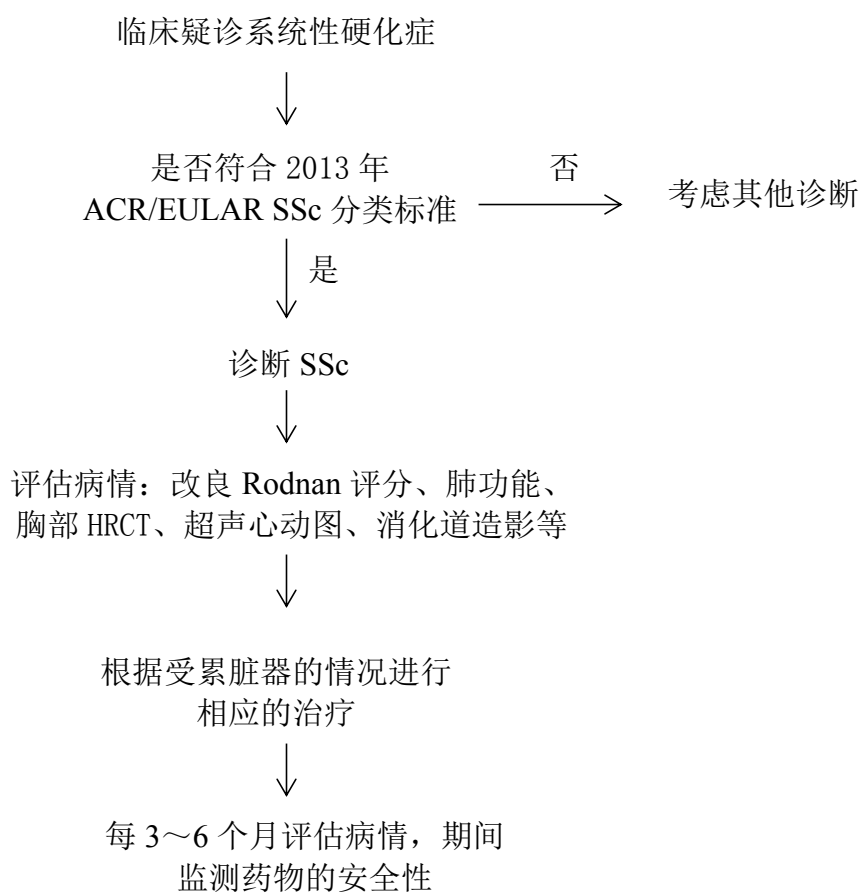 临床疑诊系统性硬化症
是否符合 2013 年
ACR/EULAR SSc 分类标准
否
考虑其他诊断
是
诊断 SSc
评估病情：改良 Rodnan 评分、肺功能、
胸部 HRCT、超声心动图、消化道造影等
根据受累脏器的情况进行
相应的治疗
每 3～6 个月评估病情，期间
监测药物的安全性